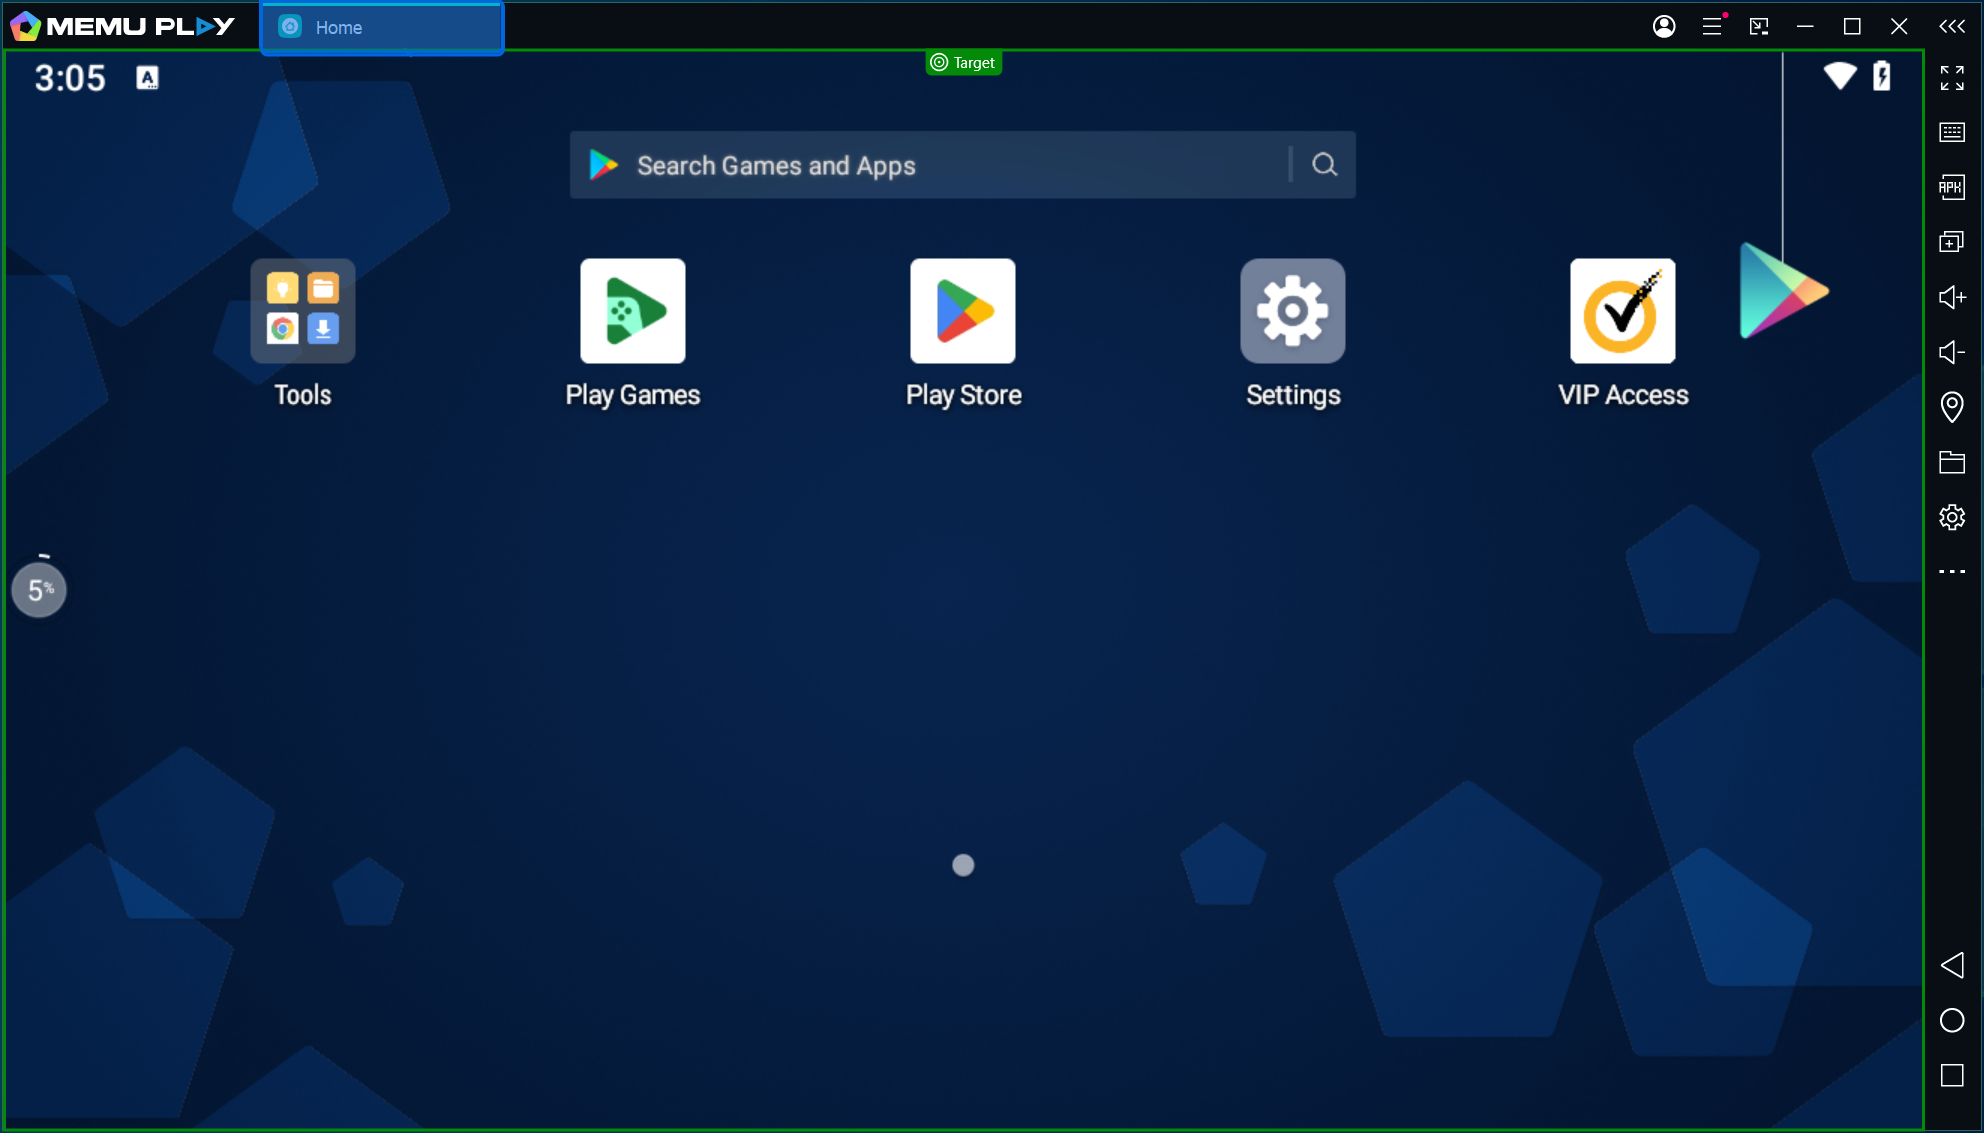 MEMU PLAY
Home
Target
3:05
A
Search Games and Apps
APK
Tools
Play Games
Play Store
Settings
VIP Access
5%